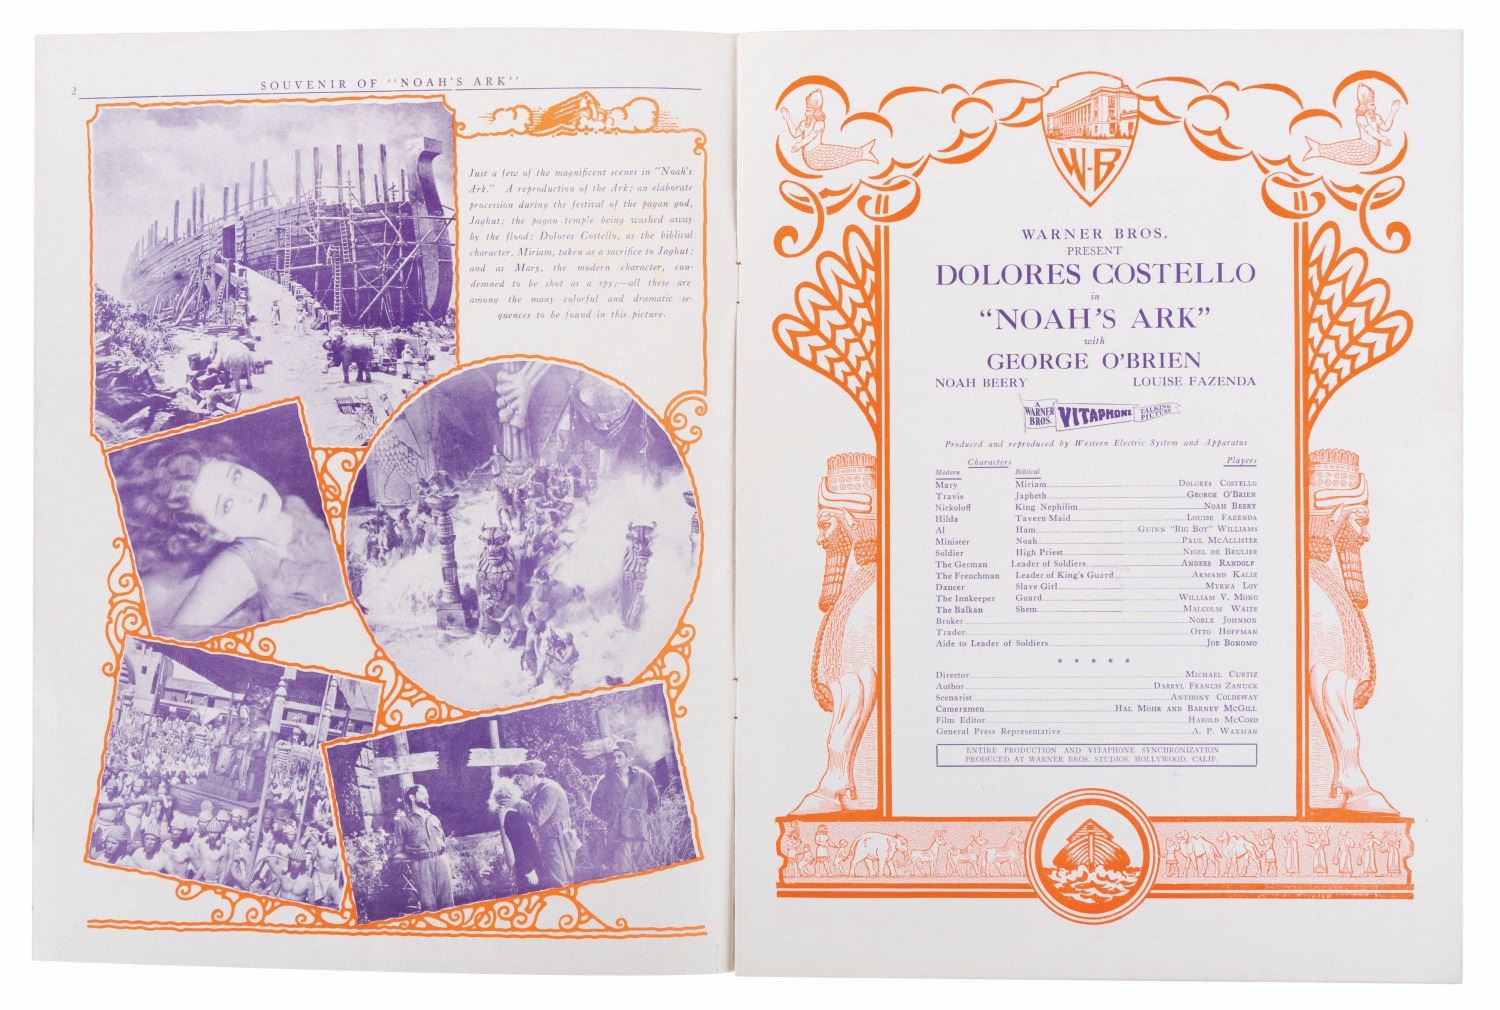 2
SOUVENIR OF "NOAH'S ARK"
Just a few of the magnificent scenes in "Noah's
Ark." A reproduction of the Ark; an elaborate
procession during the festival of the pagan god,
Jaghut; the pagan temple being washed away
by the flood; Dolores Costello, as the biblical
character, Miriam, taken as a sacrifice to Jaghut:
and as Mary, the modern character, con-
demned to be shot as a spy;—all these are
among the many colorful and dramatic se-
quences to be found in this picture.
W-B
WARNER BROS.
PRESENT
DOLORES COSTELLO
in
"NOAH'S ARK"
with
GEORGE O'BRIEN
NOAH BEERY LOUISE FAZENDA
A WARNER BROS. VITAPHONE TALKING PICTURE
Produced and reproduced by Western Electric System and Apparatus
Characters Players
Modern Biblical
Mary Miriam DOLORES COSTELLO
Travis Japheth GEORGE O'BRIEN
Nickoloff King Nephilim NOAH BEERY
Hilda Tavern Maid LOUISE FAZENDA
Al Ham GUINN "BIG BOY" WILLIAMS
Minister Noah PAUL MCALLISTER
Soldier High Priest NIGEL DE BRULIER
The German Leader of Soldiers ANDERS RANDOLF
The Frenchman Leader of King's Guard ARMAND KALIZ
Dancer Slave Girl MYRNA LOY
The Innkeeper Guard WILLIAM V. MONG
The Balkan Shem MALCOLM WAITE
Broker NOBLE JOHNSON
Trader OTTO HOFFMAN
Aide to Leader of Soldiers JOE BONOMO
* * * * *
Director MICHAEL CURTIZ
Author DARRYL FRANCIS ZANUCK
Scenarist ANTHONY COLDEWAY
Cameramen HAL MOHR AND BARNEY MCGILL
Film Editor HAROLD MCCORD
General Press Representative A. P. WAXMAN
ENTIRE PRODUCTION AND VITAPHONE SYNCHRONIZATION
PRODUCED AT WARNER BROS. STUDIOS, HOLLYWOOD, CALIF.